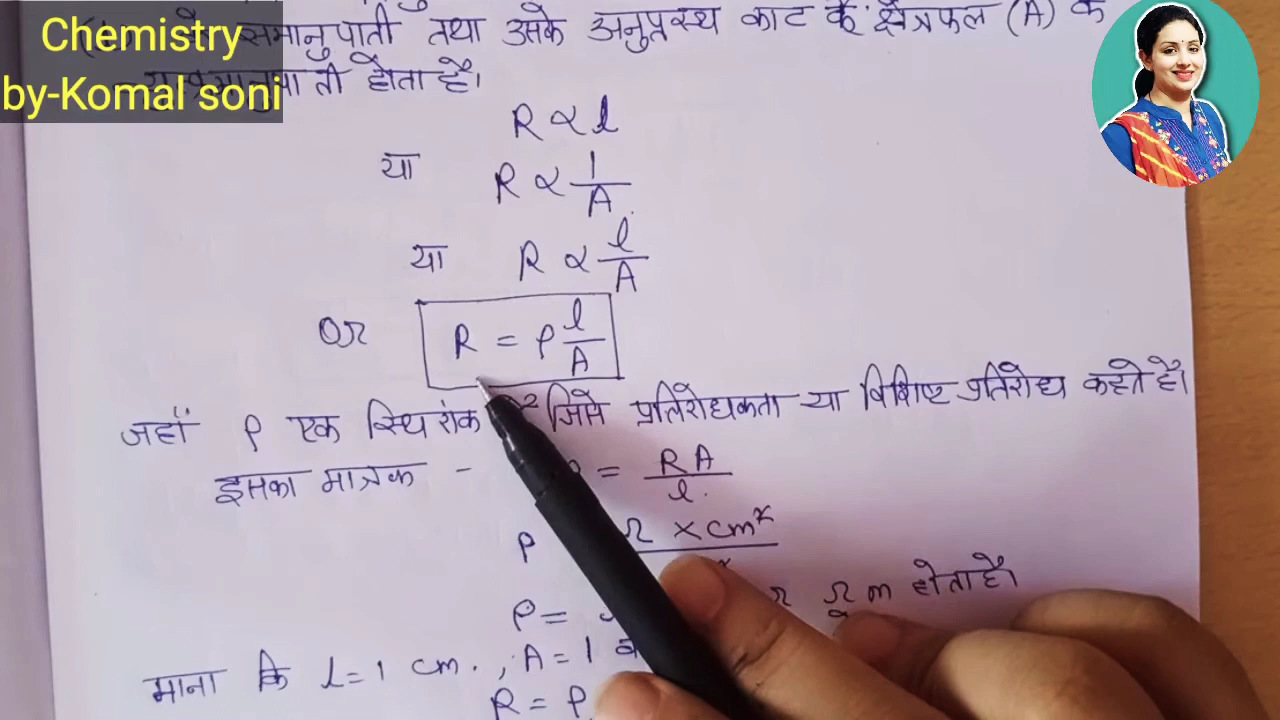 Chemistry
by-Komal soni
समानुपाती तथा उसके अनुप्रस्थ काट के क्षेत्रफल (A) के
होता है।
R ∝ l
या R ∝ 1/A
या R ∝ l/A
or R = ρ l/A
जहाँ ρ एक स्थिरांक जिसे प्रतिरोधकता या विशिष्ट प्रतिरोध कहते है।
इसका मात्रक - = RA/l
ρ Ω × cm²
ρ = Ω m होता है।
माना कि l = 1 cm., A = 1
R = ρ